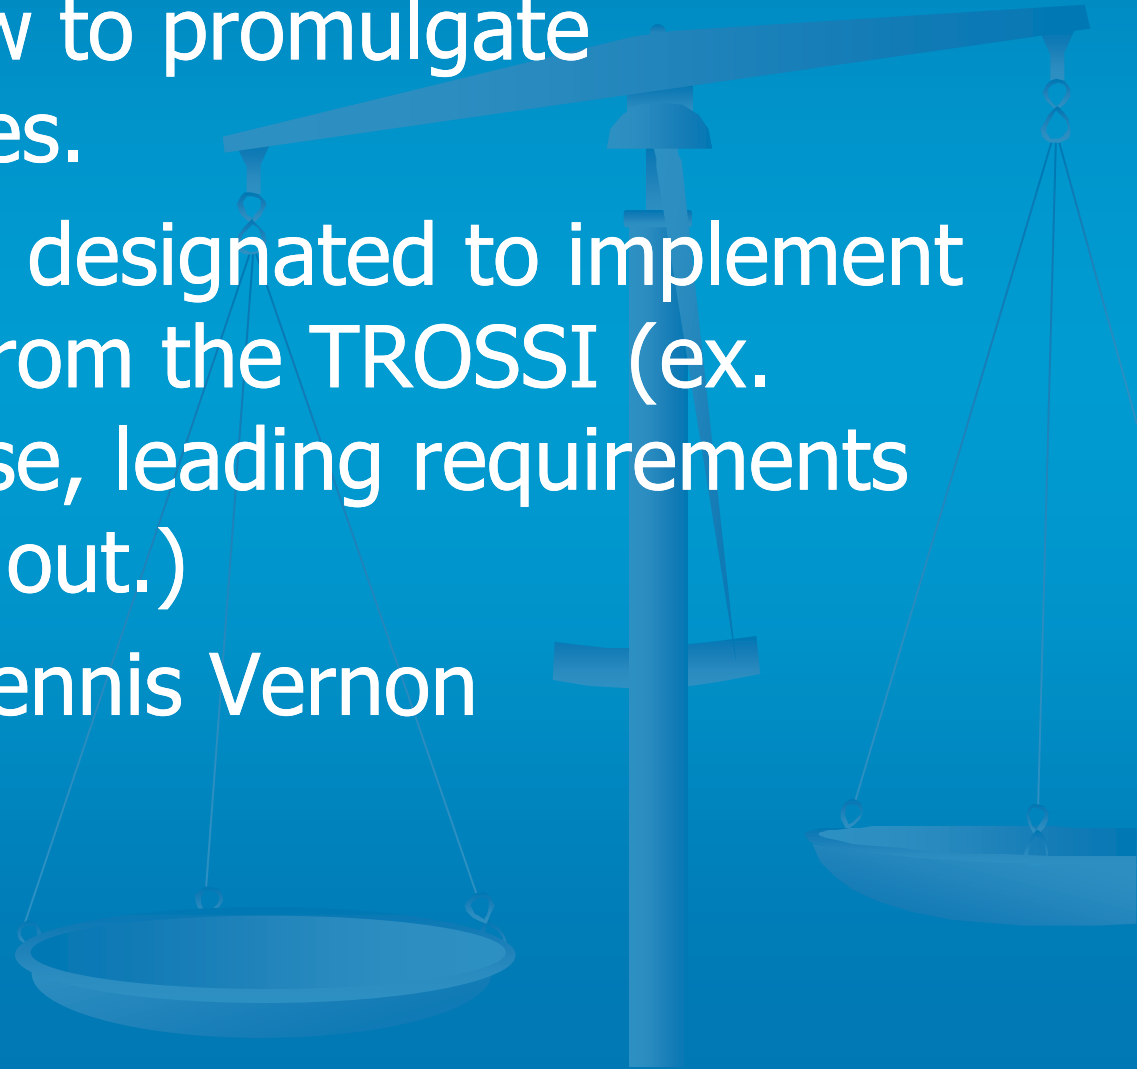 to promulgate
es.
designated to implement
rom the TROSSI (ex.
se, leading requirements
out.)
ennis Vernon